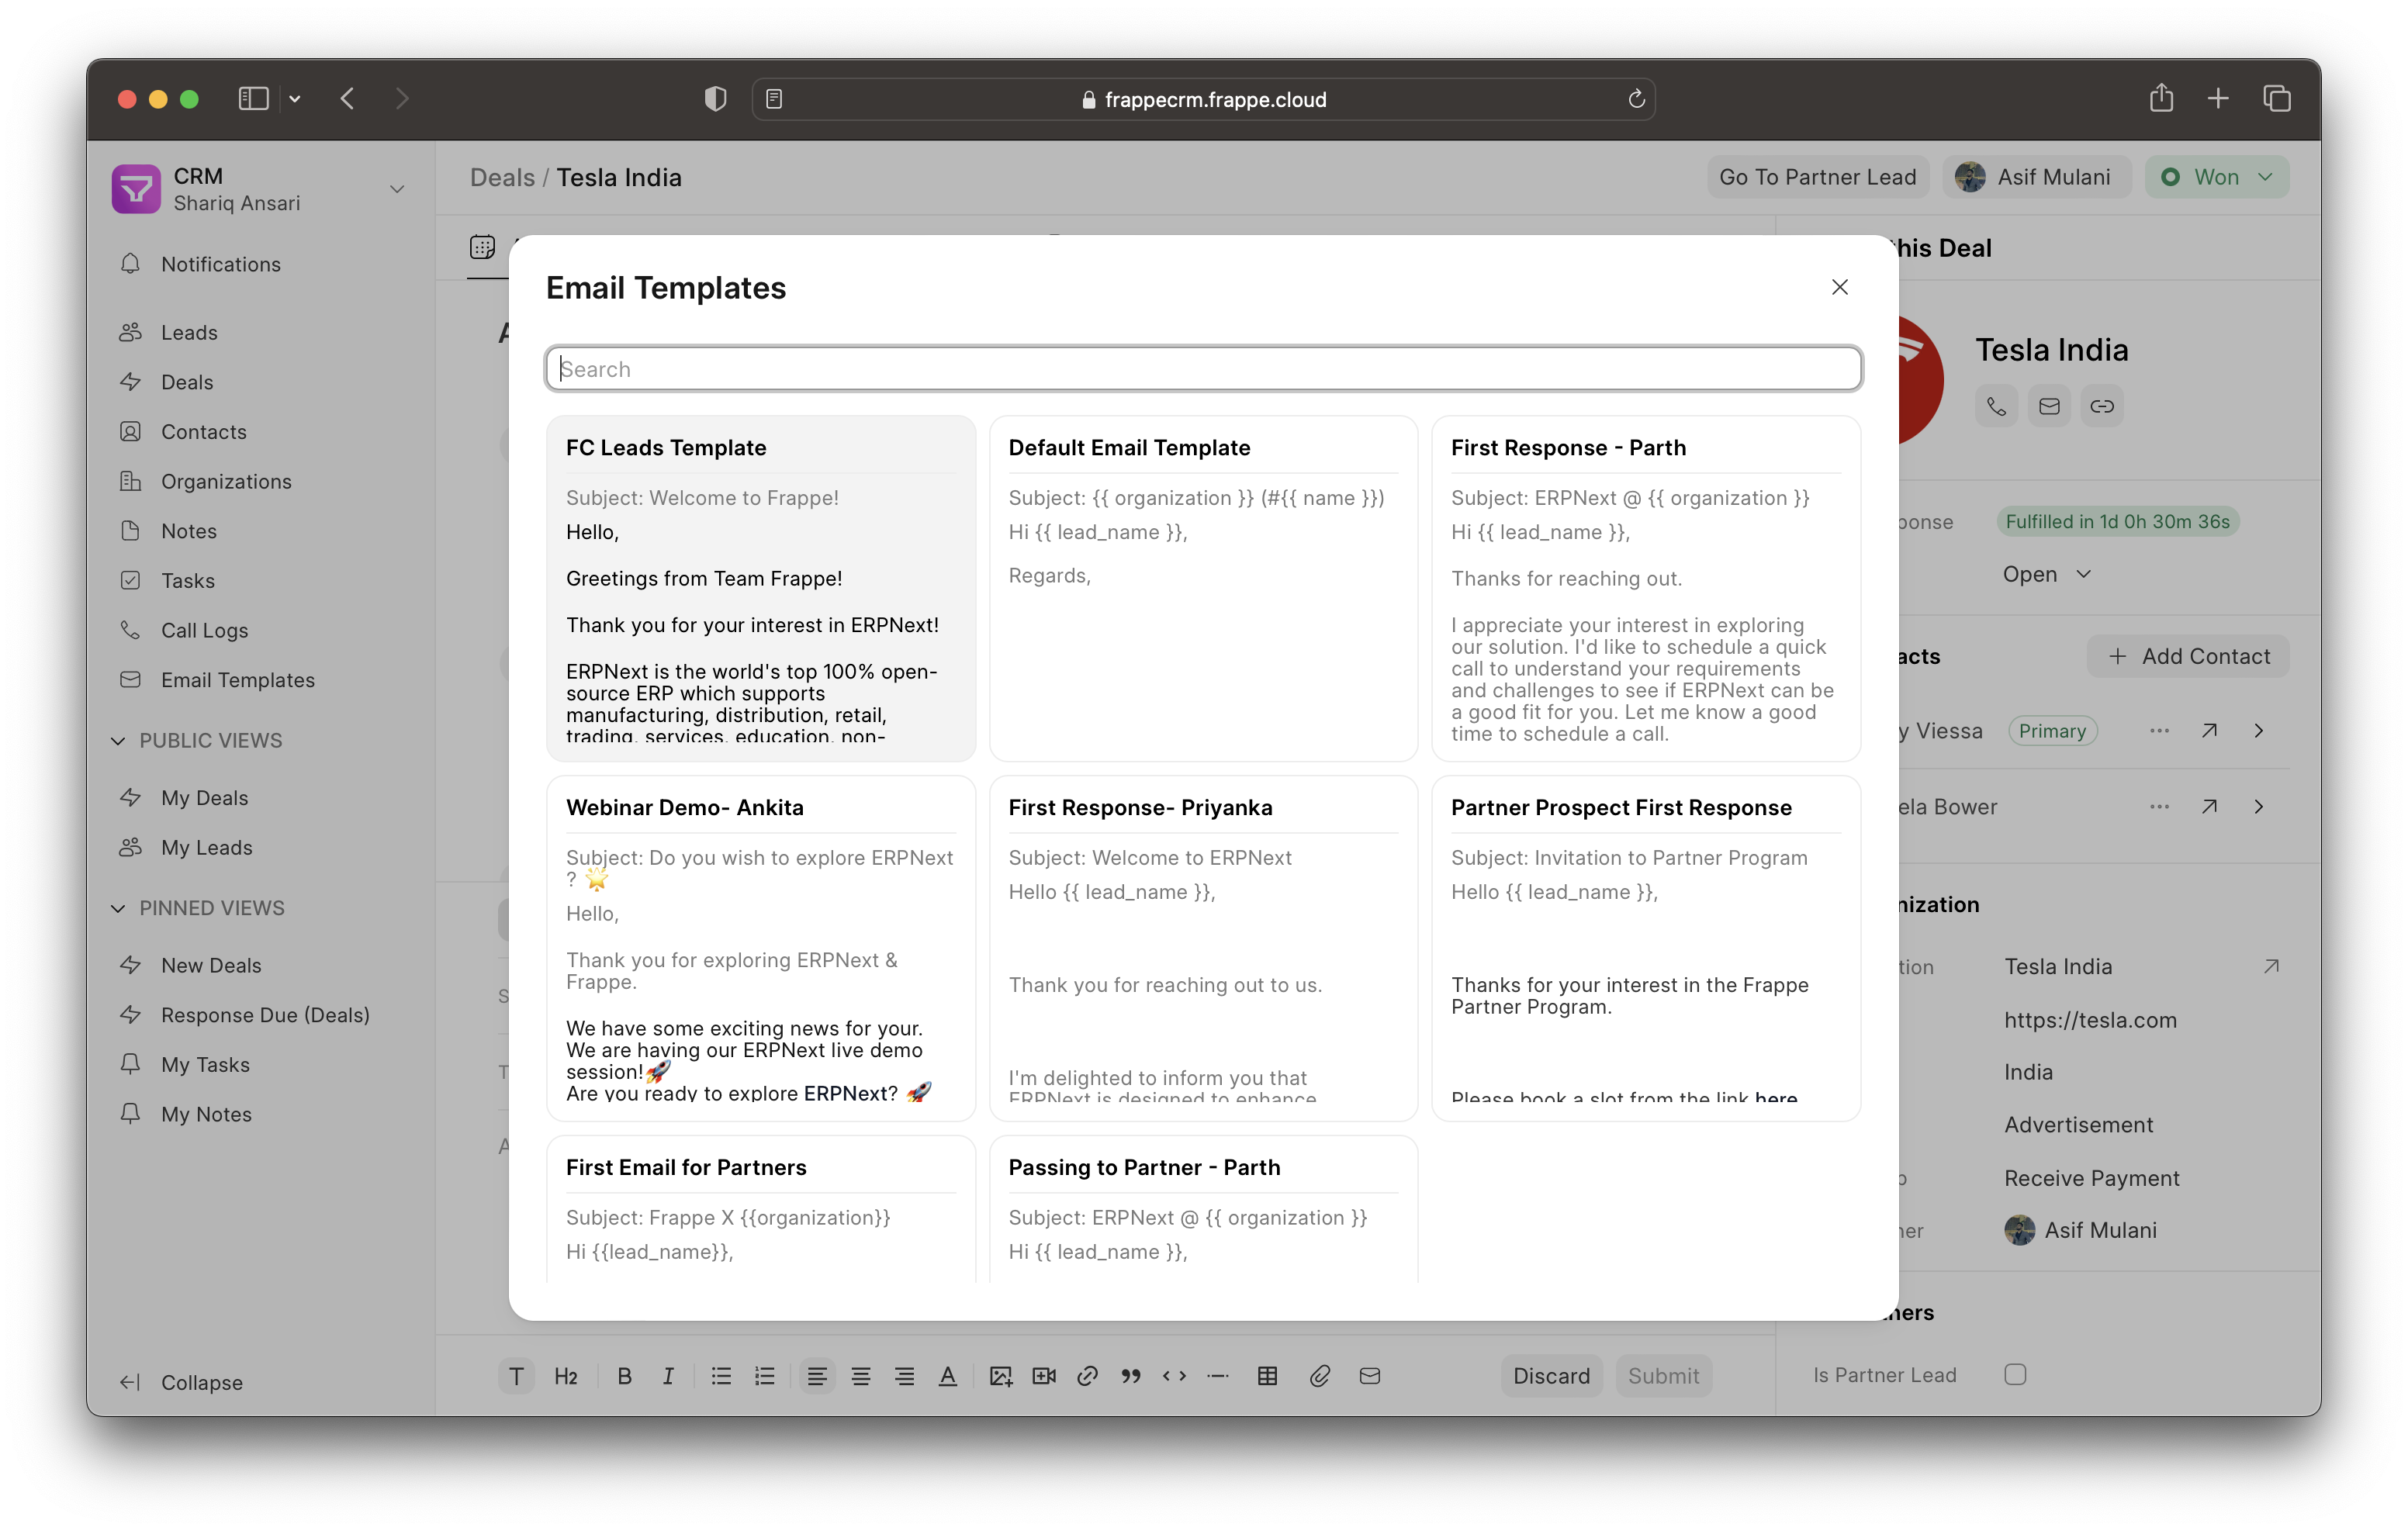 frappecrm.frappe.cloud
CRM
Shariq Ansari
Notifications
Leads
Deals
Contacts
Organizations
Notes
Tasks
Call Logs
Email Templates
PUBLIC VIEWS
My Deals
My Leads
PINNED VIEWS
New Deals
Response Due (Deals)
My Tasks
My Notes
Collapse
Deals / Tesla India
Go To Partner Lead
Asif Mulani
Won
Email Templates
Search
FC Leads Template
Subject: Welcome to Frappe!
Hello,
Greetings from Team Frappe!
Thank you for your interest in ERPNext!
ERPNext is the world's top 100% open-
source ERP which supports
manufacturing, distribution, retail,
trading, services, education, non-
Default Email Template
Subject: {{ organization }} (#{{ name }})
Hi {{ lead_name }},
Regards,
First Response - Parth
Subject: ERPNext @ {{ organization }}
Hi {{ lead_name }},
Thanks for reaching out.
I appreciate your interest in exploring
our solution. I'd like to schedule a quick
call to understand your requirements
and challenges to see if ERPNext can be
a good fit for you. Let me know a good
time to schedule a call.
Webinar Demo- Ankita
Subject: Do you wish to explore ERPNext
? 🌟
Hello,
Thank you for exploring ERPNext &
Frappe.
We have some exciting news for your.
We are having our ERPNext live demo
session!🚀
Are you ready to explore ERPNext? 🚀
First Response- Priyanka
Subject: Welcome to ERPNext
Hello {{ lead_name }},
Thank you for reaching out to us.
I'm delighted to inform you that
ERPNext is designed to enhance
Partner Prospect First Response
Subject: Invitation to Partner Program
Hello {{ lead_name }},
Thanks for your interest in the Frappe
Partner Program.
Please book a slot from the link here
First Email for Partners
Subject: Frappe X {{organization}}
Hi {{lead_name}},
Passing to Partner - Parth
Subject: ERPNext @ {{ organization }}
Hi {{ lead_name }},
T H2 B I A
Discard
Submit
his Deal
Tesla India
onse
Fulfilled in 1d 0h 30m 36s
Open
acts
Add Contact
y Viessa
Primary
ela Bower
nization
tion
Tesla India
https://tesla.com
India
Advertisement
Receive Payment
ner
Asif Mulani
ners
Is Partner Lead